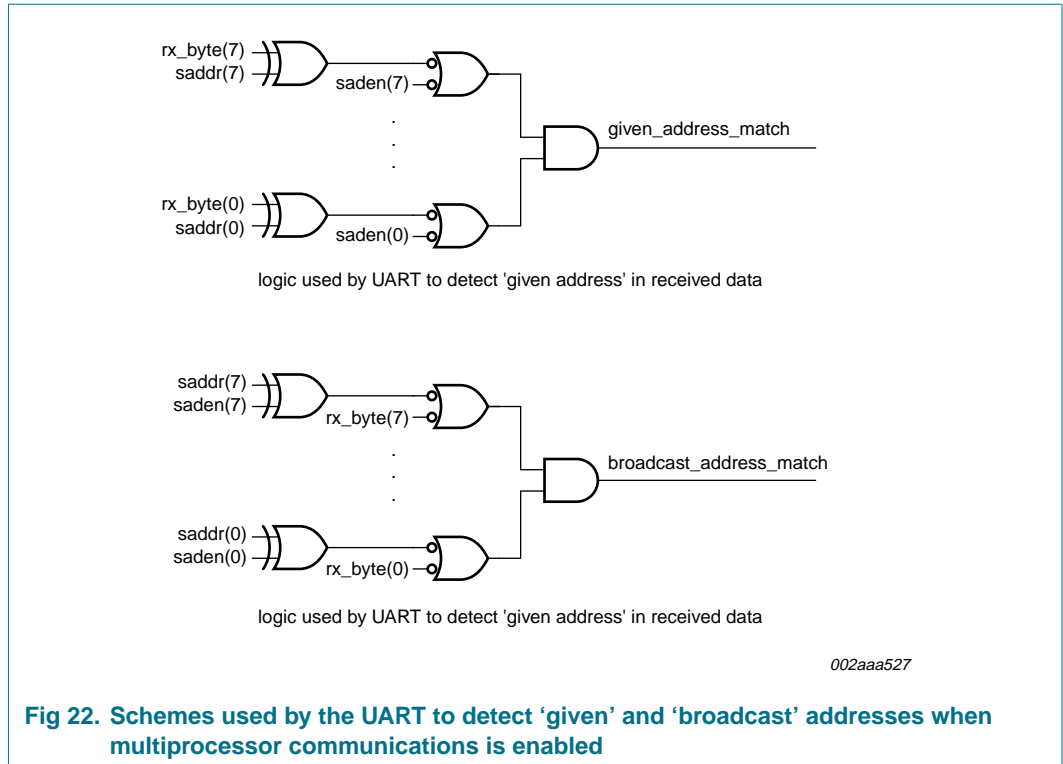 rx_byte(7)
saddr(7)
saden(7)
.
.
.
given_address_match
rx_byte(0)
saddr(0)
saden(0)
logic used by UART to detect 'given address' in received data
saddr(7)
saden(7)
rx_byte(7)
.
.
.
broadcast_address_match
saddr(0)
saden(0)
rx_byte(0)
logic used by UART to detect 'given address' in received data
002aaa527
Fig 22. Schemes used by the UART to detect ‘given’ and ‘broadcast’ addresses when
multiprocessor communications is enabled